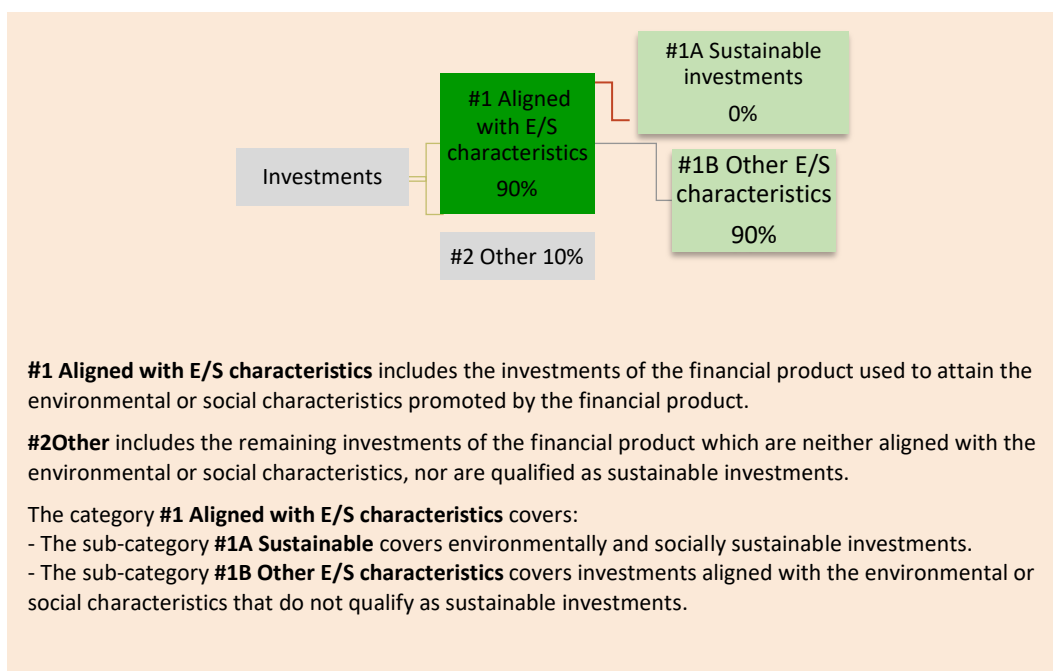 #1A Sustainable
investments
0%
#1 Aligned
with E/S
characteristics
90%
Investments
#1B Other E/S
characteristics
90%
#2 Other 10%
#1 Aligned with E/S characteristics includes the investments of the financial product used to attain the
environmental or social characteristics promoted by the financial product.
#2Other includes the remaining investments of the financial product which are neither aligned with the
environmental or social characteristics, nor are qualified as sustainable investments.
The category #1 Aligned with E/S characteristics covers:
- The sub-category #1A Sustainable covers environmentally and socially sustainable investments.
- The sub-category #1B Other E/S characteristics covers investments aligned with the environmental or
social characteristics that do not qualify as sustainable investments.